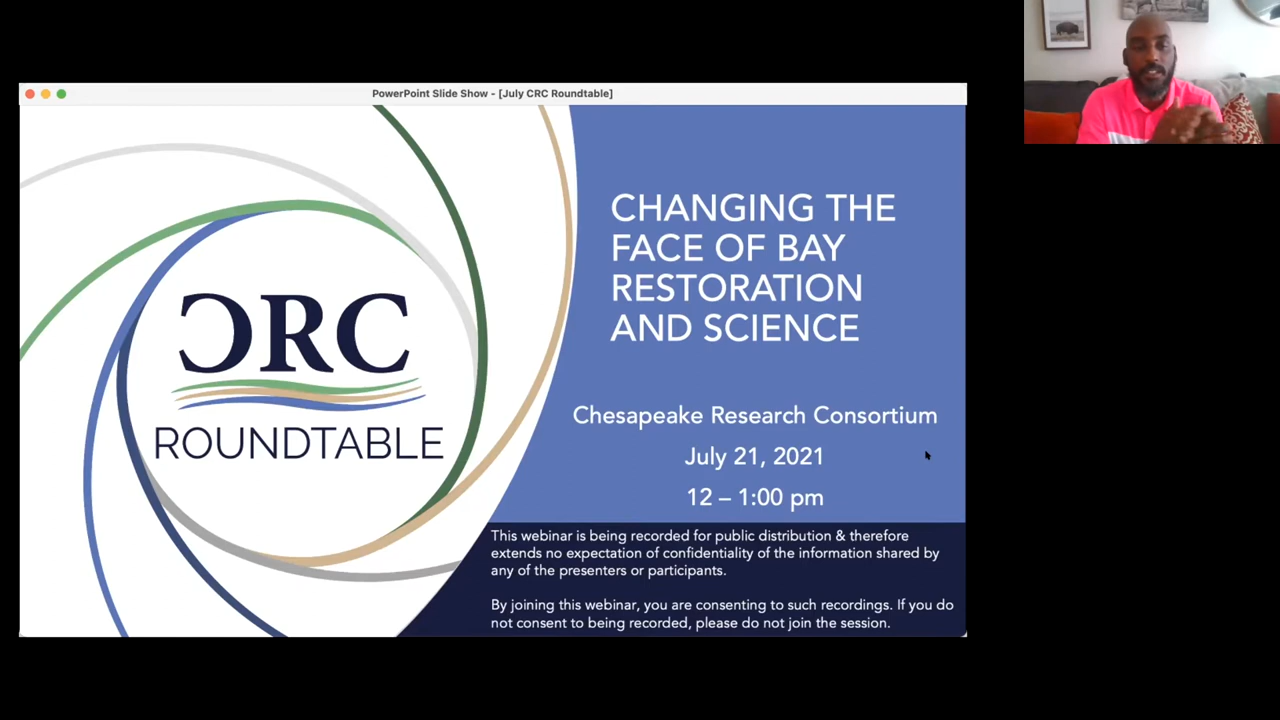 PowerPoint Slide Show - [July CRC Roundtable]
CHANGING THE
FACE OF BAY
RESTORATION
AND SCIENCE
CRC
ROUNDTABLE
Chesapeake Research Consortium
July 21, 2021
12 – 1:00 pm
This webinar is being recorded for public distribution & therefore
extends no expectation of confidentiality of the information shared by
any of the presenters or participants.
By joining this webinar, you are consenting to such recordings. If you do
not consent to being recorded, please do not join the session.